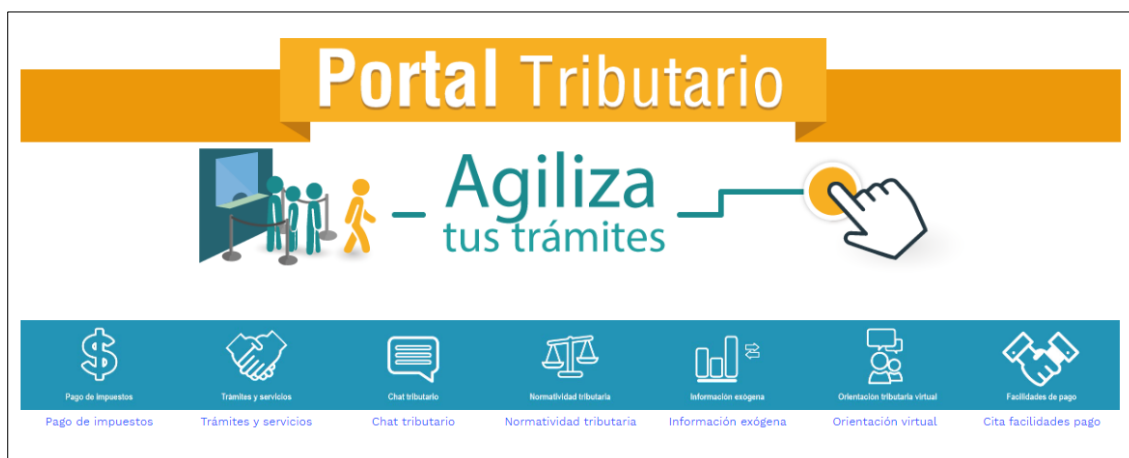 Portal Tributario
Agiliza
tus trámites
Pago de impuestos
Trámites y servicios
Chat tributario
Normatividad tributaria
Información exógena
Orientación tributaria virtual
Facilidades de pago
Pago de impuestos
Trámites y servicios
Chat tributario
Normatividad tributaria
Información exógena
Orientación virtual
Cita facilidades pago